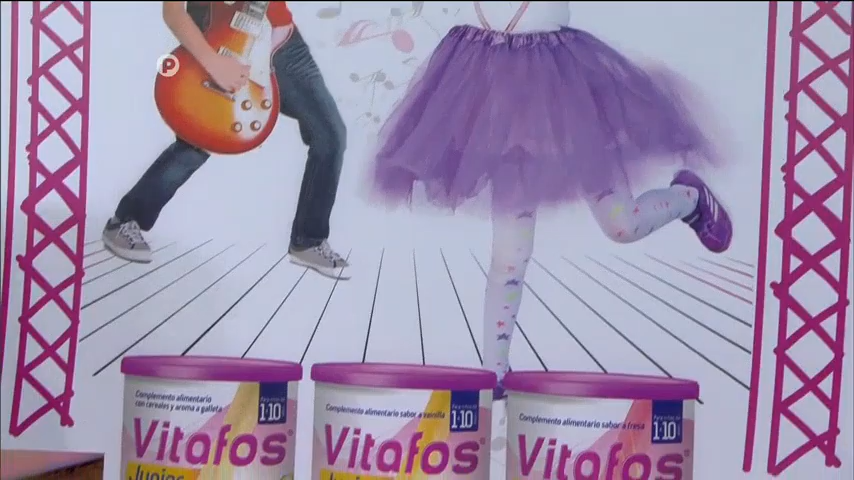 P
Complemento alimentario
con cereales y aroma a galleta
1·10
Vitafos®
Junior
Complemento alimentario sabor a vainilla
1·10
Vitafos®
Complemento alimentario sabor a fresa
1·10
Vitafos®